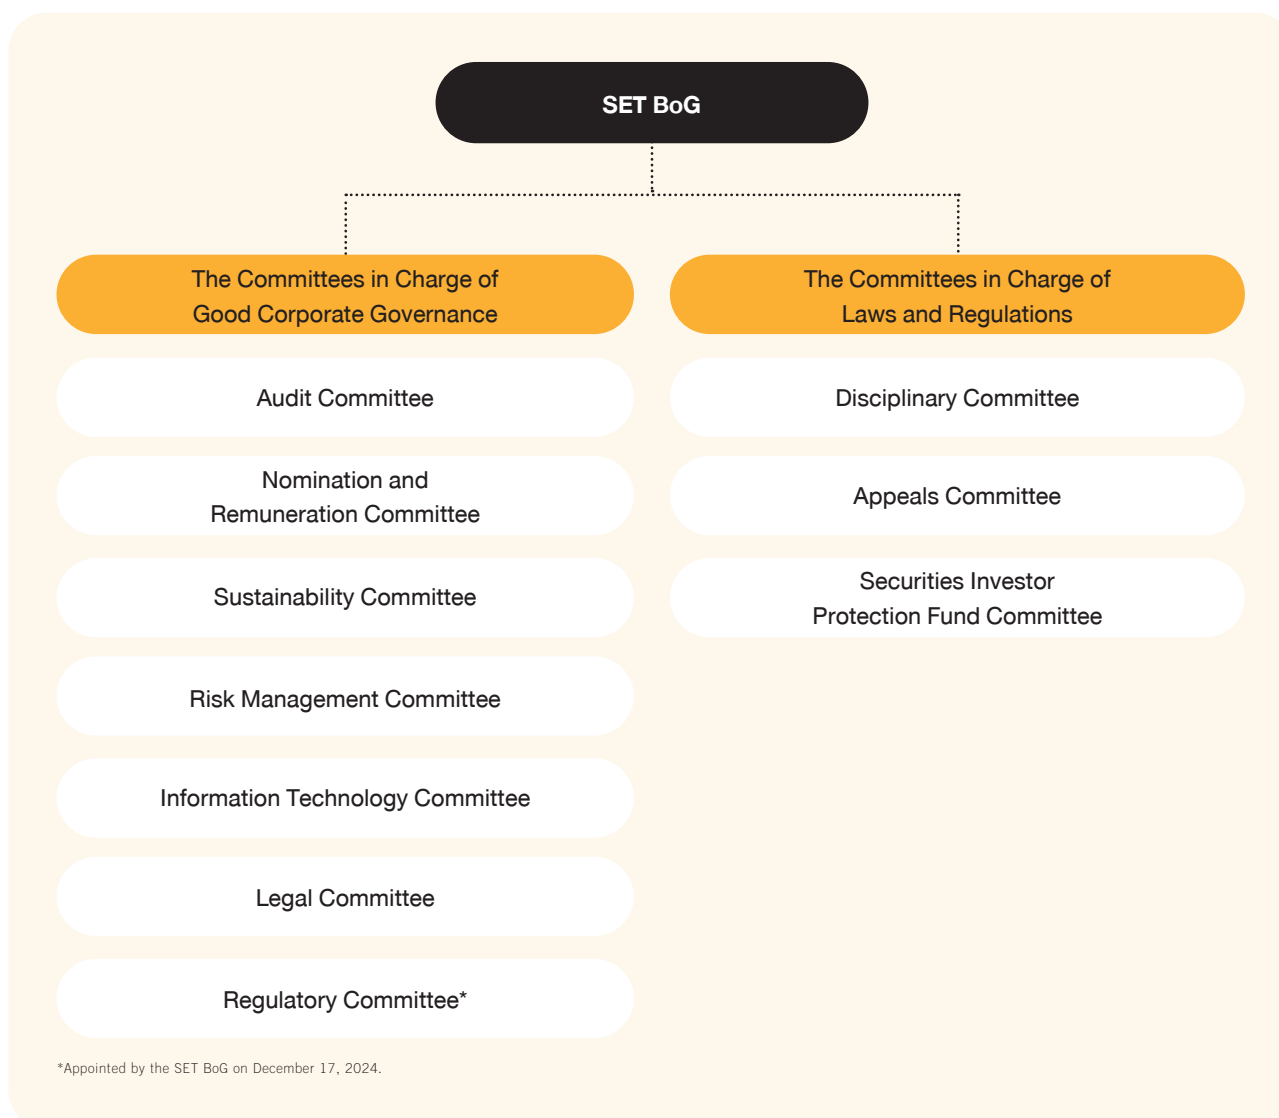 SET BoG
The Committees in Charge of
Good Corporate Governance
Audit Committee
Nomination and
Remuneration Committee
Sustainability Committee
Risk Management Committee
Information Technology Committee
Legal Committee
Regulatory Committee*
The Committees in Charge of
Laws and Regulations
Disciplinary Committee
Appeals Committee
Securities Investor
Protection Fund Committee
*Appointed by the SET BoG on December 17, 2024.